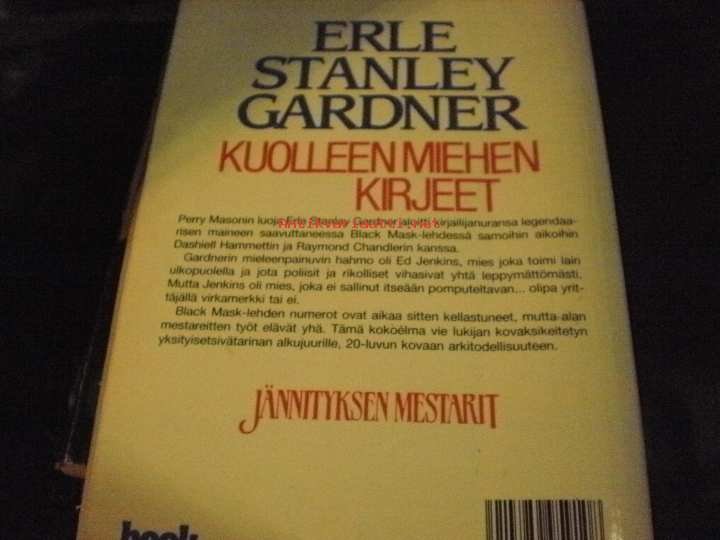 ERLE
STANLEY
GARDNER
KUOLLEEN MIEHEN
KIRJEET
Perry Masonin luoja Erle Stanley Gardner aloitti kirjailijanuransa legendaa-
risen maineen saavuttaneessa Black Mask-lehdessä samoihin aikoihin
Dashiell Hammettin ja Raymond Chandlerin kanssa.
Gardnerin mieleenpainuvin hahmo oli Ed Jenkins, mies joka toimi lain
ulkopuolella ja jota poliisit ja rikolliset vihasivat yhtä leppymättömästi.
Mutta Jenkins oli mies, joka ei sallinut itseään pomputeltavan... olipa yrit-
täjällä virkamerkki tai ei.
Black Mask-lehden numerot ovat aikaa sitten kellastuneet, mutta alan
mestareitten työt elävät yhä. Tämä kokoelma vie lukijan kovaksikeitetyn
yksityisetsivätarinan alkujuurille, 20-luvun kovaan arkitodellisuuteen.
JÄNNITYKSEN MESTARIT